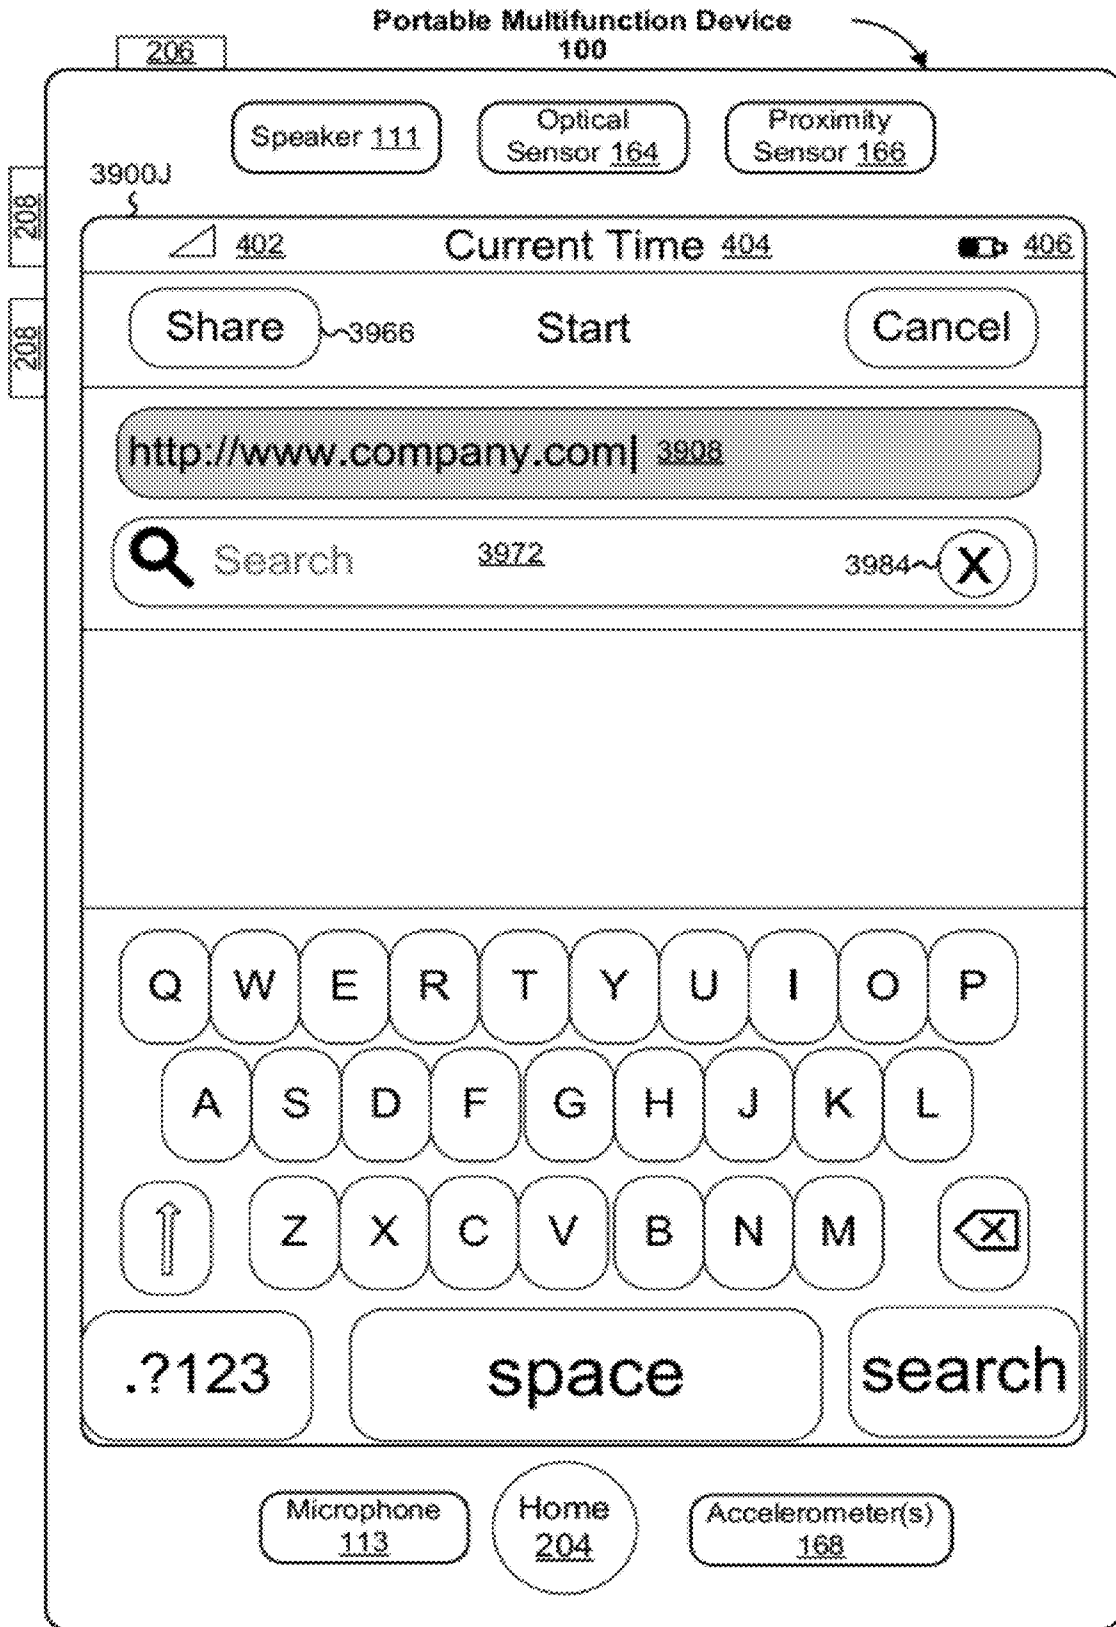 Portable Multifunction Device
100
206
Speaker 111
Optical
Sensor 164
Proximity
Sensor 166
3900J
208
208
402 Current Time 404 406
Share 3966 Start Cancel
http://www.company.com 3908
Search 3972 3984 X
Q W E R T Y U I O P
A S D F G H J K L
Z X C V B N M X
.?123 space search
Microphone
113
Home
204
Accelerometer(s)
168